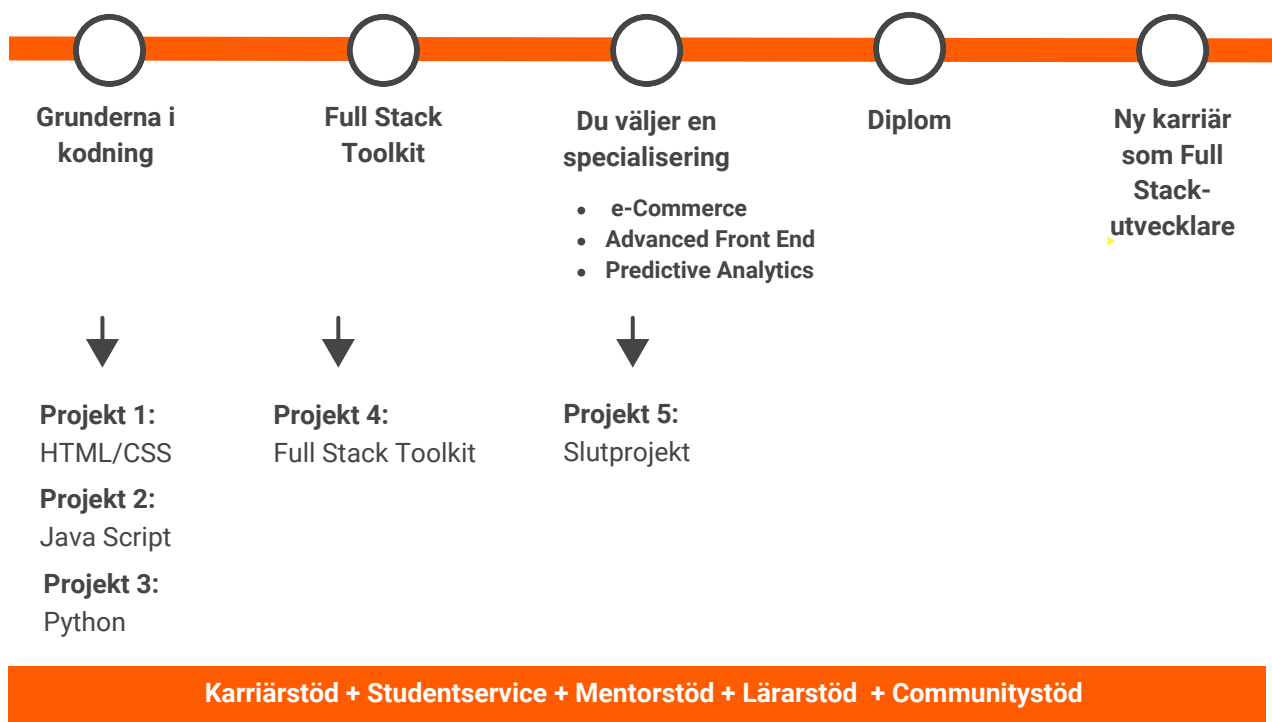 Grunderna i
kodning
Full Stack
Toolkit
Du väljer en
specialisering
• e-Commerce
• Advanced Front End
• Predictive Analytics
Diplom
Ny karriär
som Full
Stack-
utvecklare
Projekt 1:
HTML/CSS
Projekt 2:
Java Script
Projekt 3:
Python
Projekt 4:
Full Stack Toolkit
Projekt 5:
Slutprojekt
Karriärstöd + Studentservice + Mentorstöd + Lärarstöd + Communitystöd